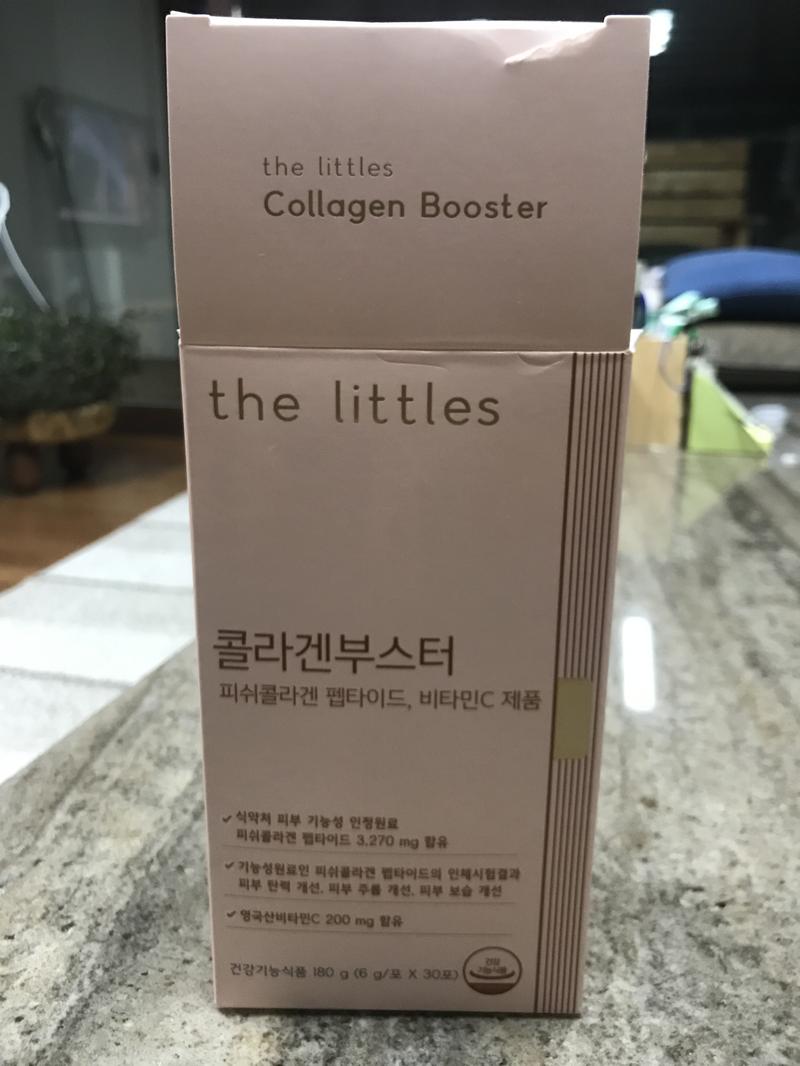 the littles
Collagen Booster
the littles
콜라겐부스터
피쉬콜라겐 펩타이드, 비타민C 제품
식약처 피부 기능성 인정원료
피쉬콜라겐 펩타이드 3,270 mg 함유
기능성원료인 피쉬콜라겐 펩타이드의 인체시험결과
피부 탄력 개선, 피부 주름 개선, 피부 보습 개선
영국산비타민C 200 mg 함유
건강기능식품 180 g (6 g/포 X 30포)
건강
기능식품